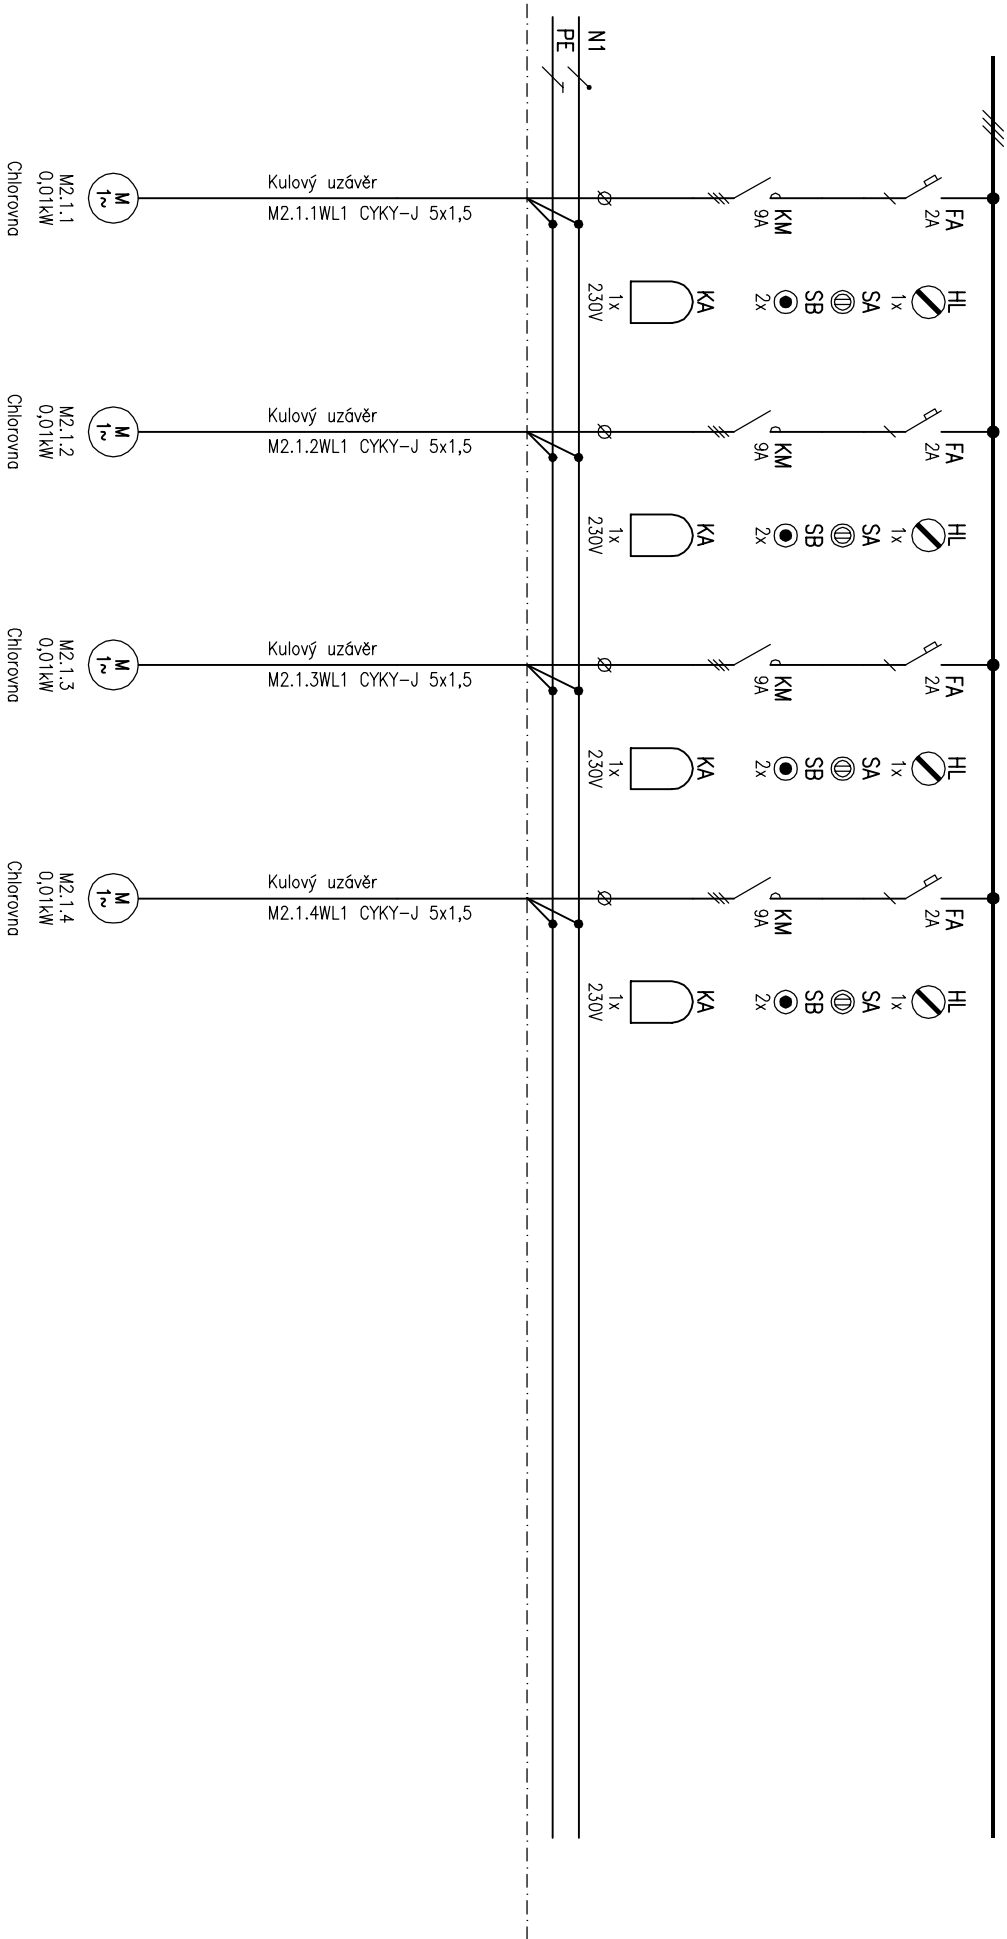 N1
PE
FA
2A
KM
9A
Kulový uzávěr
M2.1.1WL1 CYKY-J 5x1,5
M
1~
M2.1.1
0,01kW
Chlorovna
HL
1x
SA
SB
2x
KA
1x
230V
FA
2A
KM
9A
Kulový uzávěr
M2.1.2WL1 CYKY-J 5x1,5
M
1~
M2.1.2
0,01kW
Chlorovna
HL
1x
SA
SB
2x
KA
1x
230V
FA
2A
KM
9A
Kulový uzávěr
M2.1.3WL1 CYKY-J 5x1,5
M
1~
M2.1.3
0,01kW
Chlorovna
HL
1x
SA
SB
2x
KA
1x
230V
FA
2A
KM
9A
Kulový uzávěr
M2.1.4WL1 CYKY-J 5x1,5
M
1~
M2.1.4
0,01kW
Chlorovna
HL
1x
SA
SB
2x
KA
1x
230V